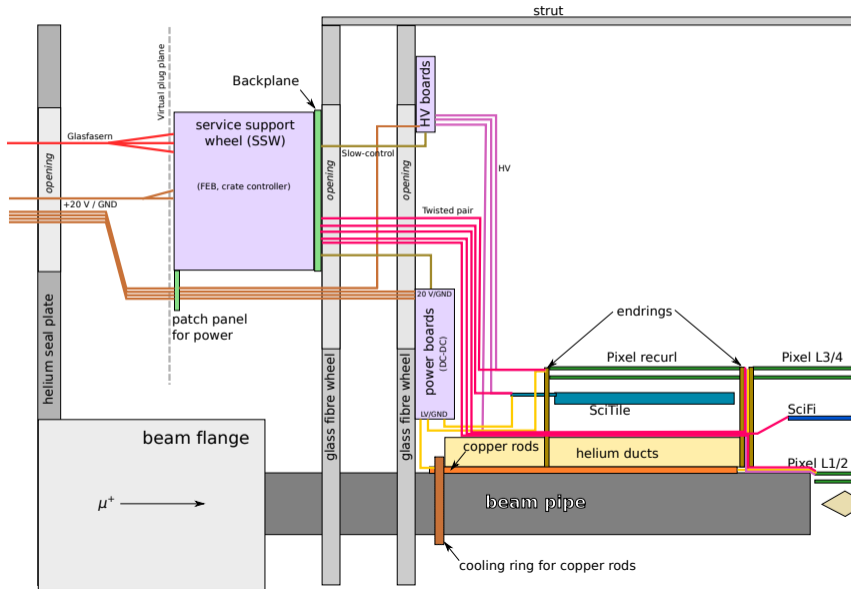 strut
Virtual plug plane
Backplane
HV boards
service support
wheel (SSW)
Glasfasern
Slow-control
opening
opening
opening
HV
(FEB, crate controller)
+20 V / GND
Twisted pair
20 V/GND
patch panel
for power
endrings
helium seal plate
glass fibre wheel
glass fibre wheel
power boards
(DC-DC)
Pixel recurl
Pixel L3/4
SciTile
SciFi
LV/GND
beam flange
copper rods
helium ducts
Pixel L1/2
μ+
beam pipe
cooling ring for copper rods